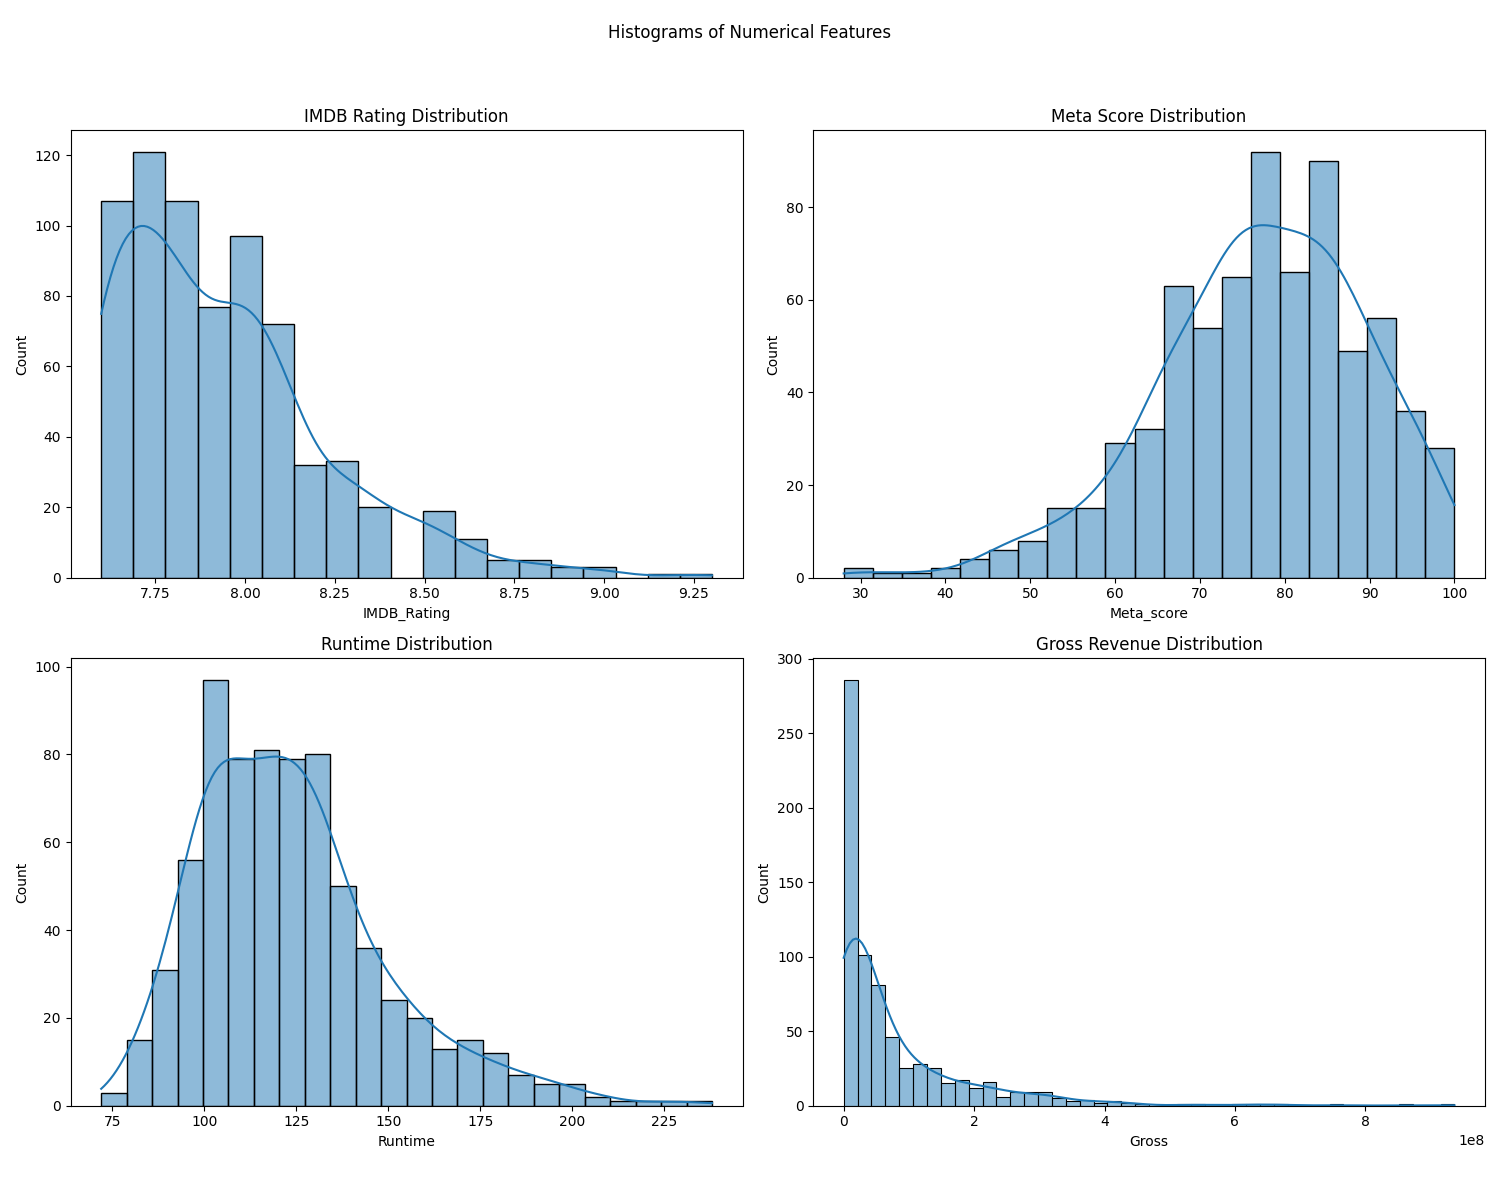 Histograms of Numerical Features
IMDB Rating Distribution
120
100
80
60
40
20
0
Count
7.75 8.00 8.25 8.50 8.75 9.00 9.25
IMDB_Rating
Meta Score Distribution
80
60
40
20
0
Count
30 40 50 60 70 80 90 100
Meta_score
Runtime Distribution
100
80
60
40
20
0
Count
75 100 125 150 175 200 225
Runtime
Gross Revenue Distribution
300
250
200
150
100
50
0
Count
0 2 4 6 8
1e8
Gross